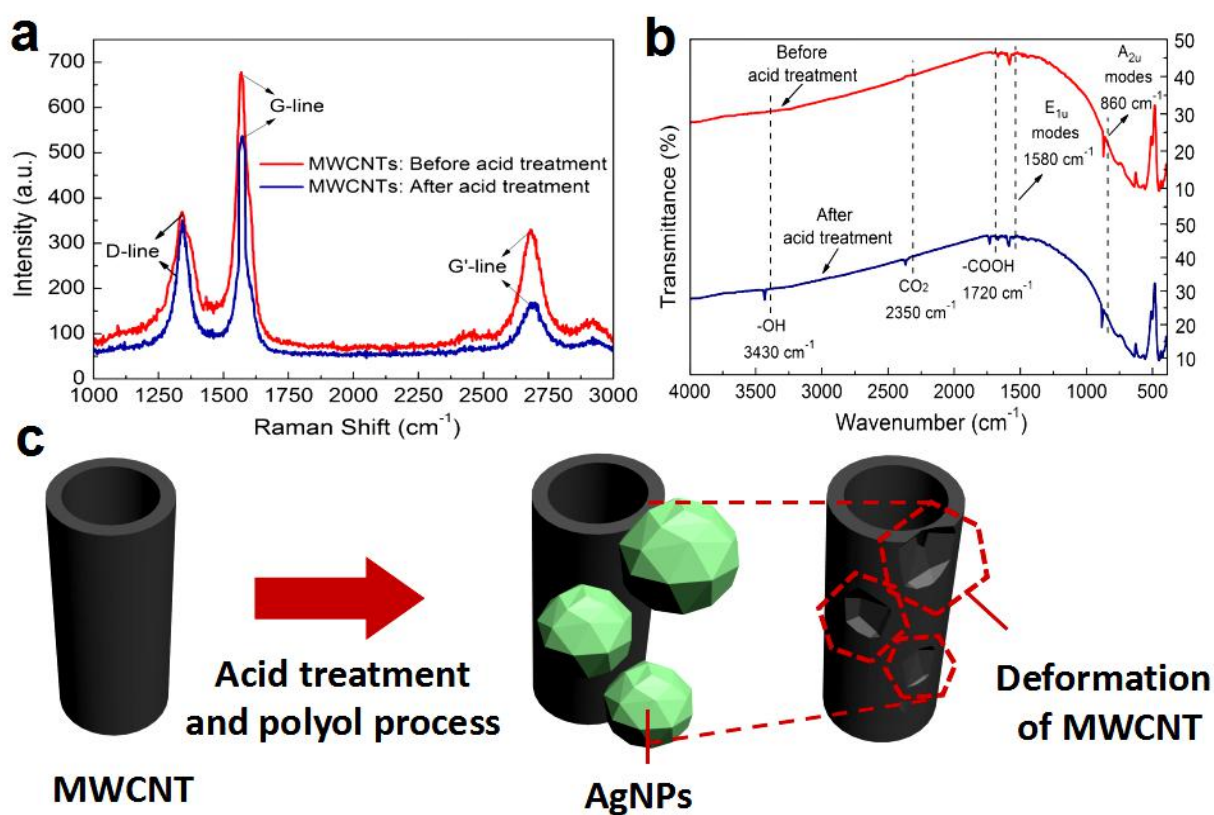 a
700
600
500
400
300
200
100
0
Intensity (a.u.)
G-line
MWCNTs: Before acid treatment
MWCNTs: After acid treatment
D-line
G'-line
1000 1250 1500 1750 2000 2250 2500 2750 3000
Raman Shift (cm-1)
b
Before
acid treatment
A2u
modes
860 cm-1
E1u
modes
1580 cm-1
After
acid treatment
-OH
3430 cm-1
CO2
2350 cm-1
-COOH
1720 cm-1
Transmittance (%)
50
40
30
20
10
50
40
30
20
10
4000 3500 3000 2500 2000 1500 1000 500
Wavenumber (cm-1)
c
Acid treatment
and polyol process
MWCNT
AgNPs
Deformation
of MWCNT